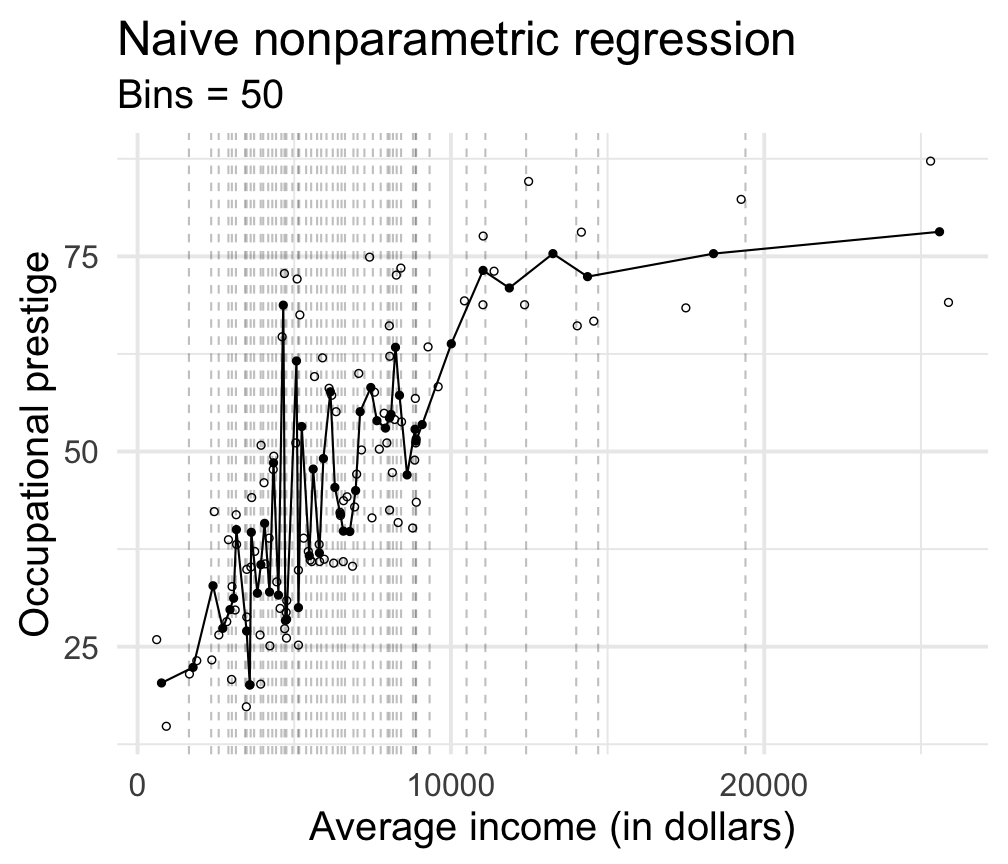 Naive nonparametric regression
Bins = 50
Occupational prestige
75
50
25
0
10000
20000
Average income (in dollars)